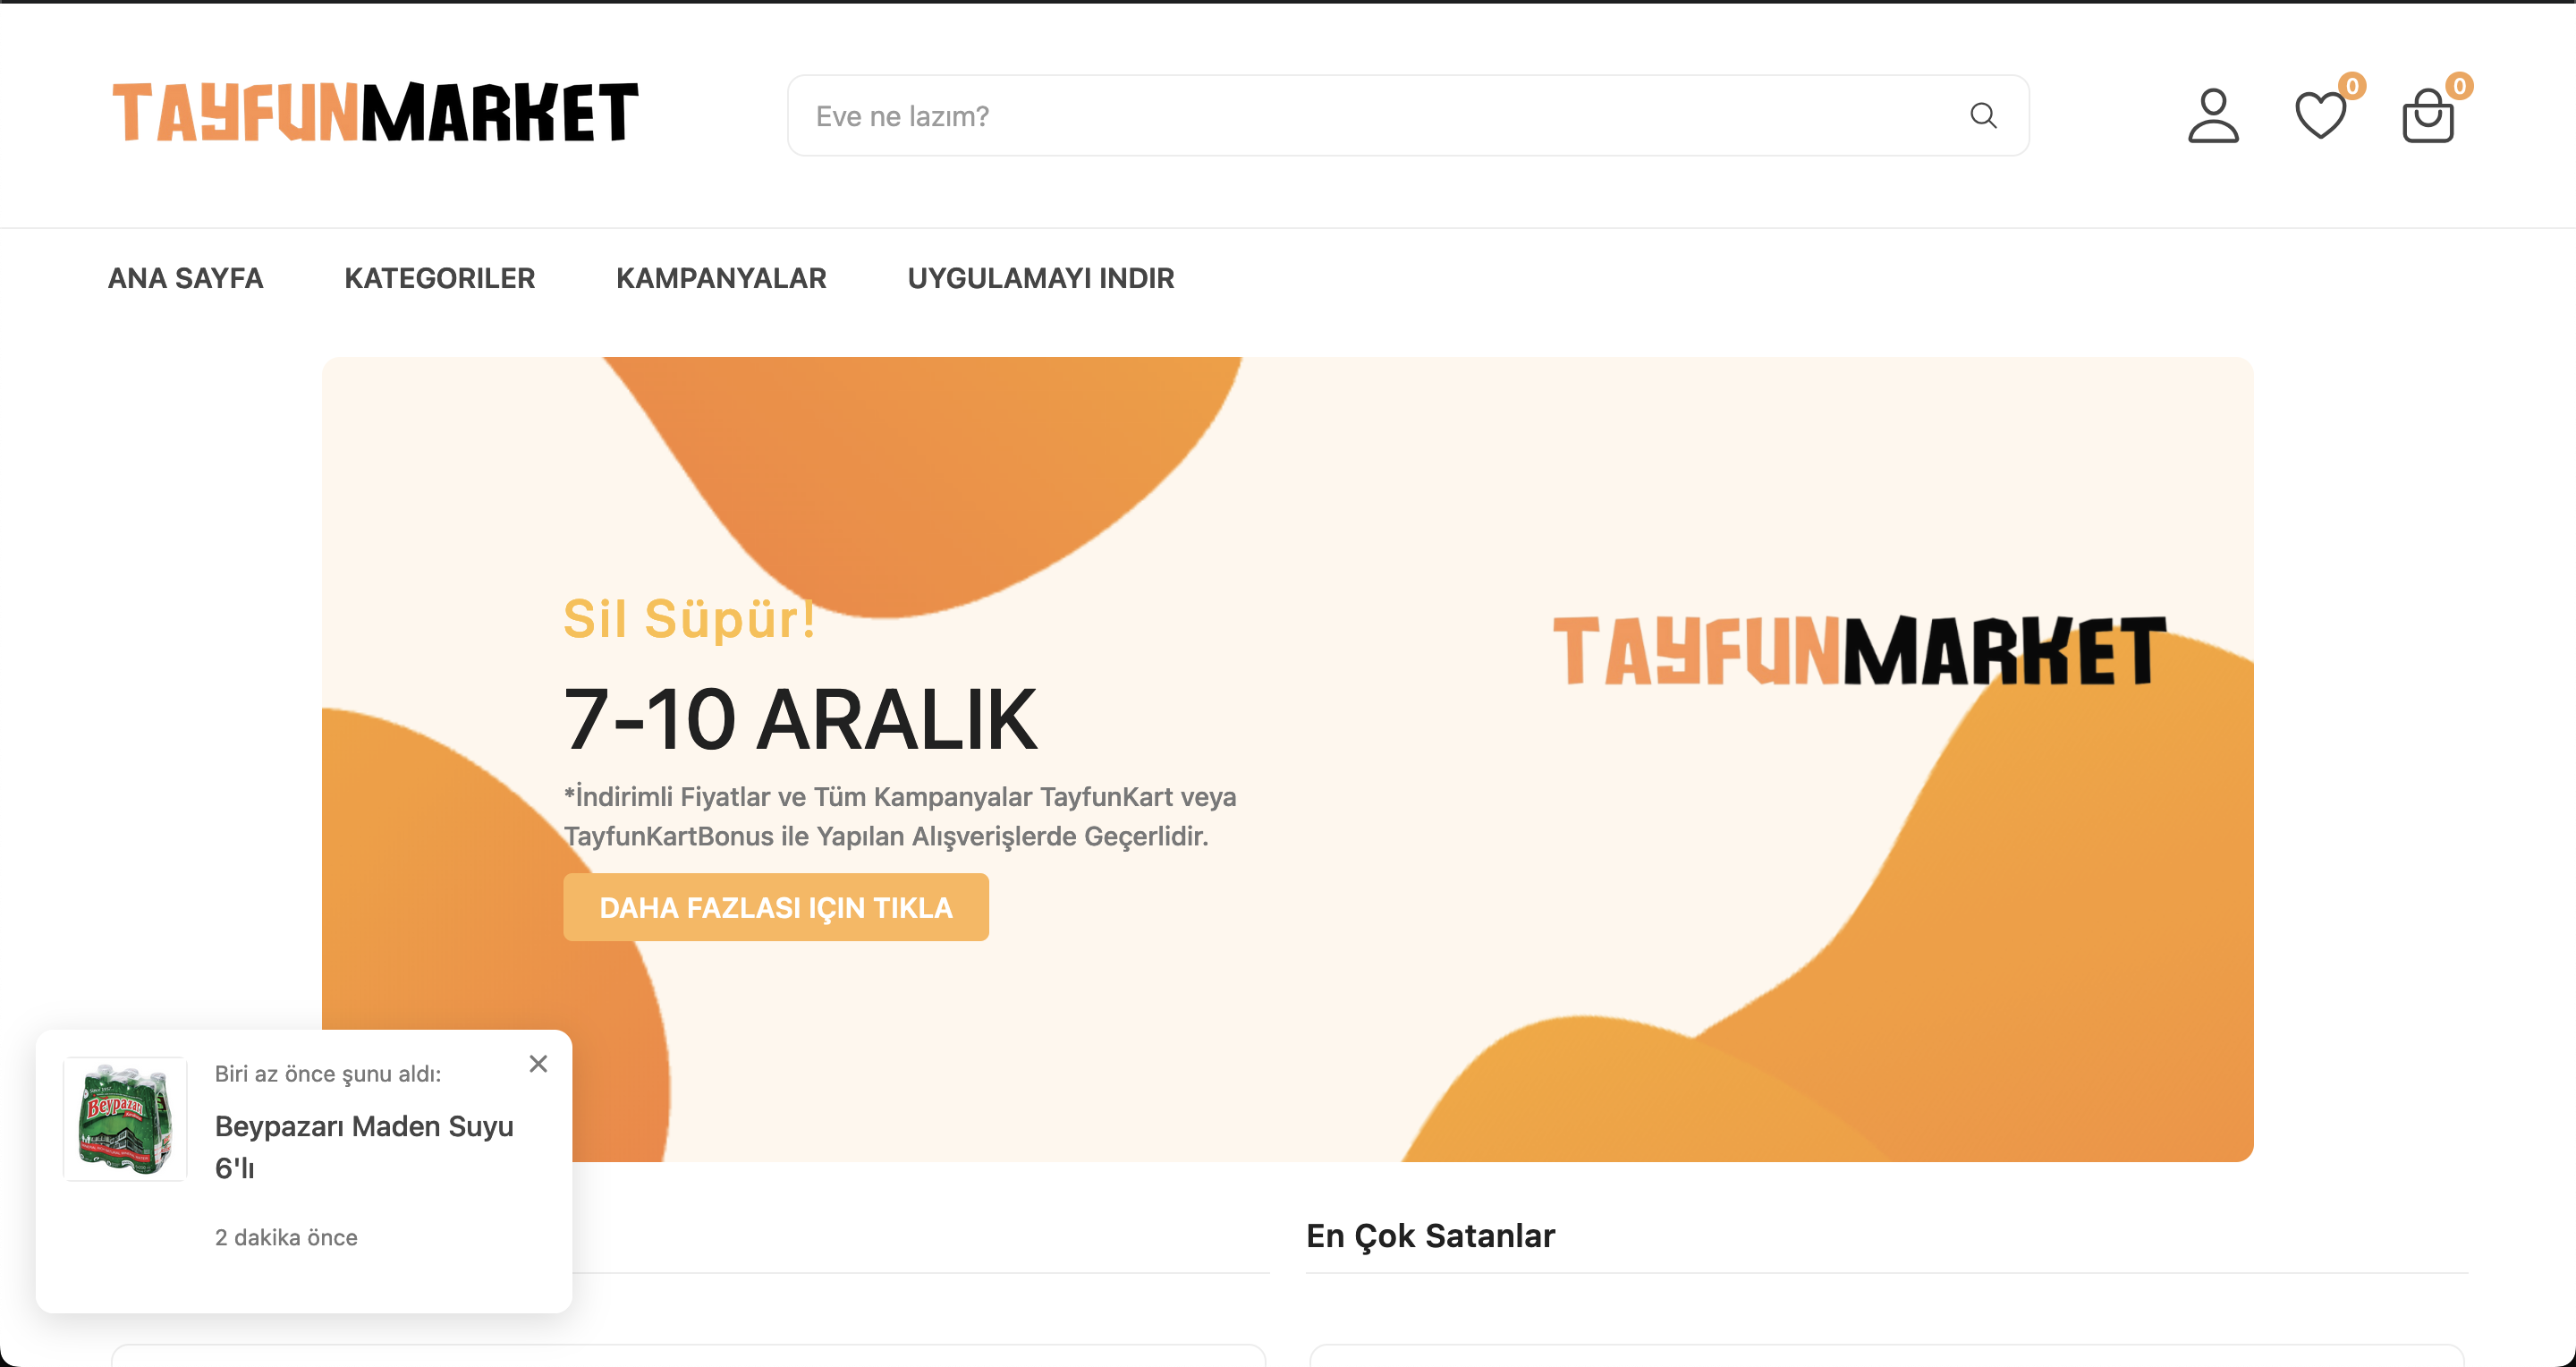 TAYFUNMARKET
Eve ne lazım?
0
0
ANA SAYFA
KATEGORILER
KAMPANYALAR
UYGULAMAYI INDIR
Sil Süpür!
7-10 ARALIK
*İndirimli Fiyatlar ve Tüm Kampanyalar TayfunKart veya
TayfunKartBonus ile Yapılan Alışverişlerde Geçerlidir.
DAHA FAZLASI IÇIN TIKLA
TAYFUNMARKET
Biri az önce şunu aldı:
Beypazarı Maden Suyu
6'lı
2 dakika önce
Beypazarı
En Çok Satanlar